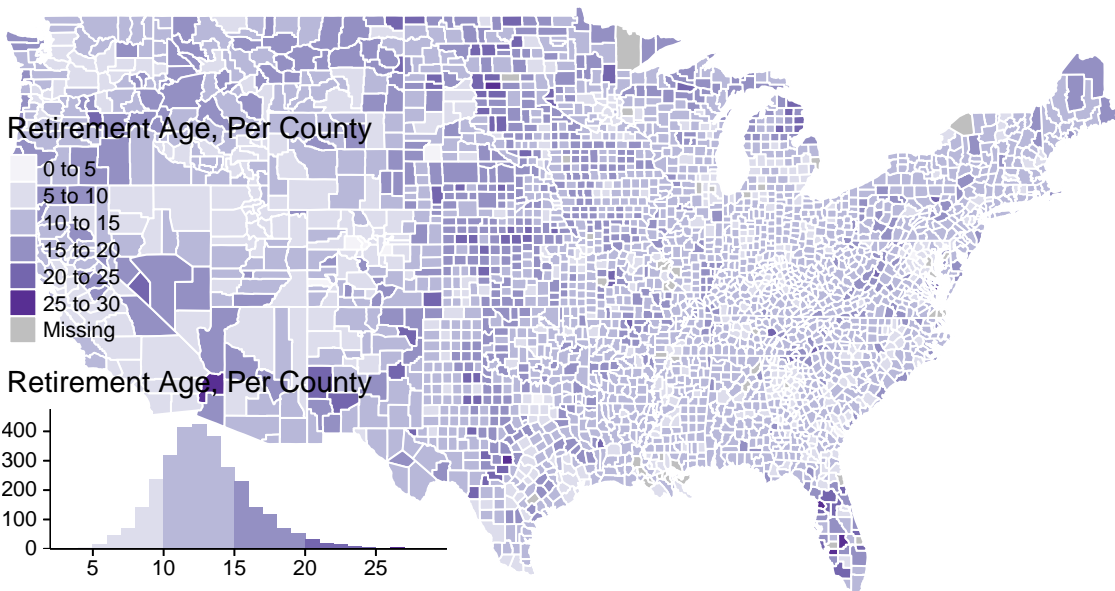 Retirement Age, Per County
0 to 5
5 to 10
10 to 15
15 to 20
20 to 25
25 to 30
Missing
Retirement Age, Per County
400
300
200
100
0
5 10 15 20 25